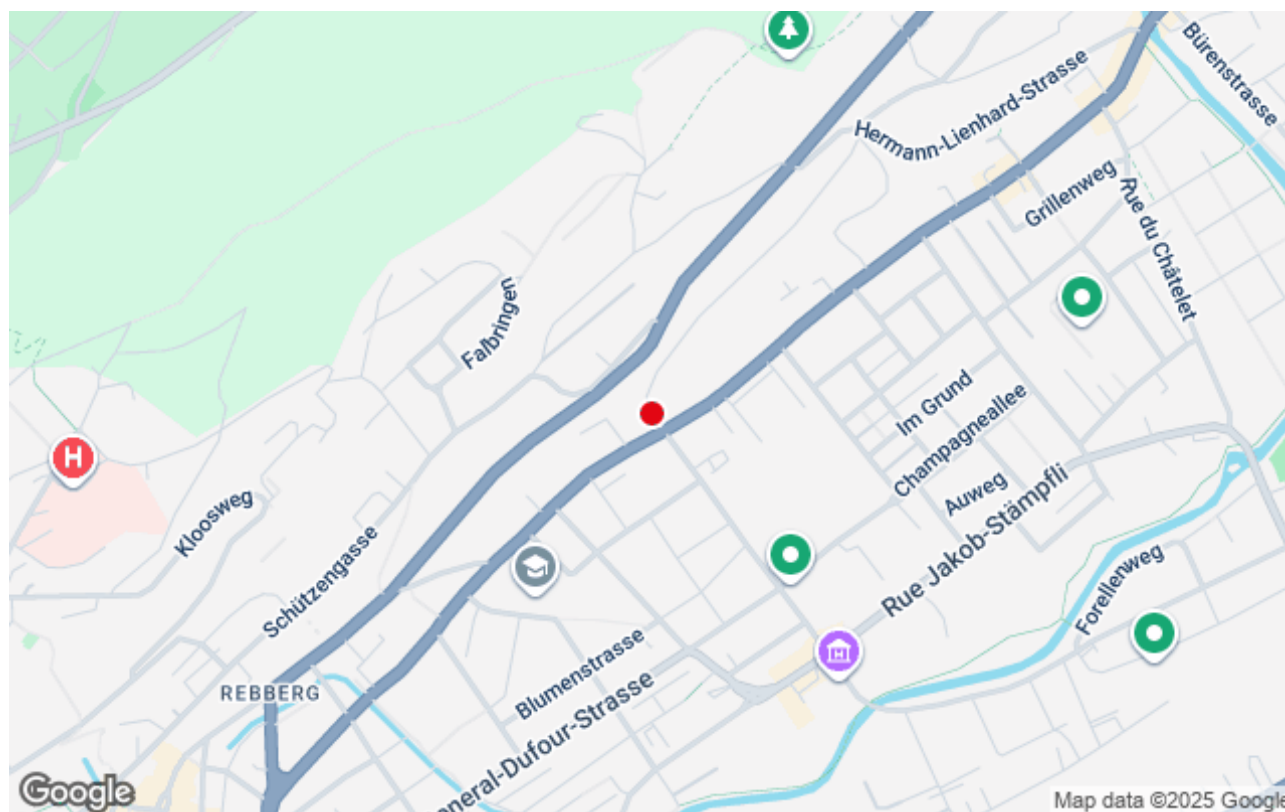 Bürenstrasse
Hermann-Lienhard-Strasse
Grillenweg
Rue du Châtelet
Falbringen
Im Grund
Champagneallee
H
Kloosweg
Auweg
Schützengasse
Rue Jakob-Stämpfli
Forellenweg
H
REBBERG
Blumenstrasse
eneral-Dufour-Strasse
Google
Map data ©2025 Google